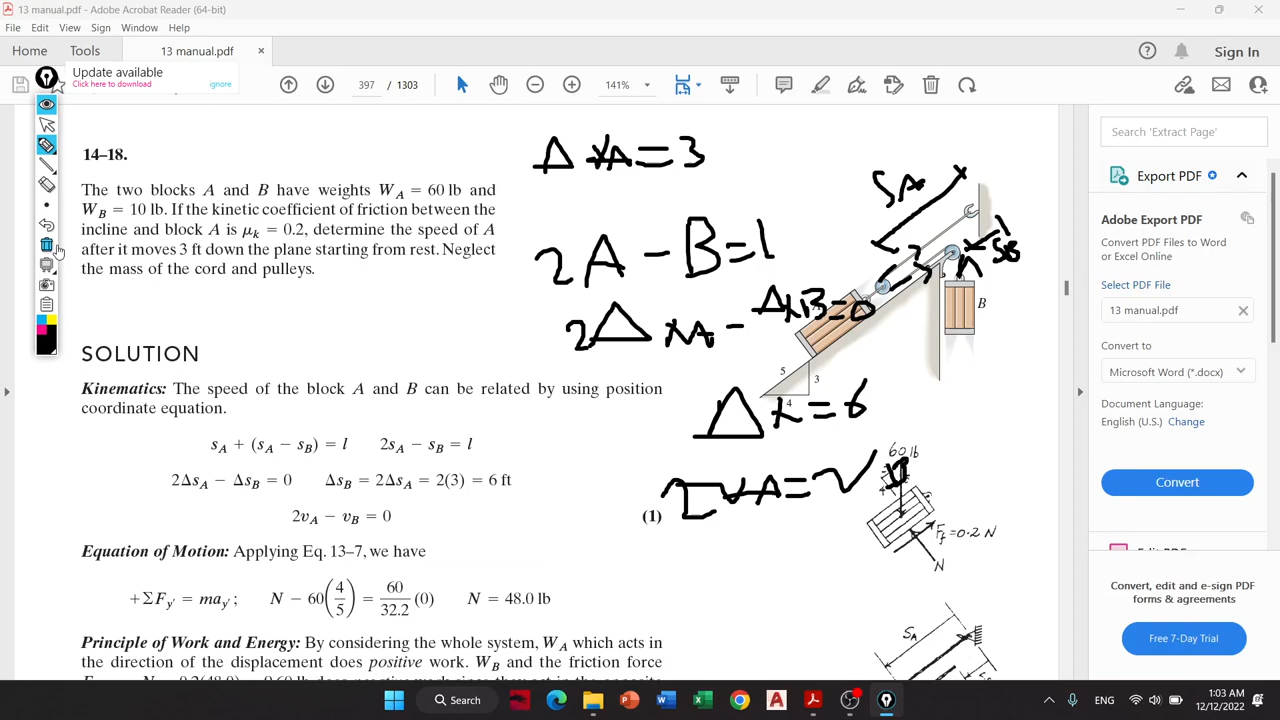 13 manual.pdf - Adobe Acrobat Reader (64-bit)
File Edit View Sign Window Help
Home Tools 13 manual.pdf × Sign In
Update available
Click here to download ignore
397 / 1303 141%
14–18.
The two blocks A and B have weights W_A = 60 lb and
W_B = 10 lb. If the kinetic coefficient of friction between the
incline and block A is μ_k = 0.2, determine the speed of A
after it moves 3 ft down the plane starting from rest. Neglect
the mass of the cord and pulleys.
Δ xA = 3
2A - B = l
2Δ xA - ΔxB = 0
Δx = 6
SA
SB
B
5
3
4
SOLUTION
Kinematics: The speed of the block A and B can be related by using position
coordinate equation.
s_A + (s_A − s_B) = l 2s_A − s_B = l
2Δs_A − Δs_B = 0 Δs_B = 2Δs_A = 2(3) = 6 ft
2v_A − v_B = 0 (1)
60 lb
F_f = 0.2 N
N
Equation of Motion: Applying Eq. 13–7, we have
+ΣF_y′ = ma_y′; N − 60(4/5) = 60/32.2 (0) N = 48.0 lb
Principle of Work and Energy: By considering the whole system, W_A which acts in
the direction of the displacement does positive work. W_B and the friction force
S_A
Search 'Extract Page'
Export PDF
Adobe Export PDF
Convert PDF Files to Word
or Excel Online
Select PDF File
13 manual.pdf ×
Convert to
Microsoft Word (*.docx)
Document Language:
English (U.S.) Change
Convert
Convert, edit and e-sign PDF
forms & agreements
Free 7-Day Trial
Search
ENG
1:03 AM
12/12/2022